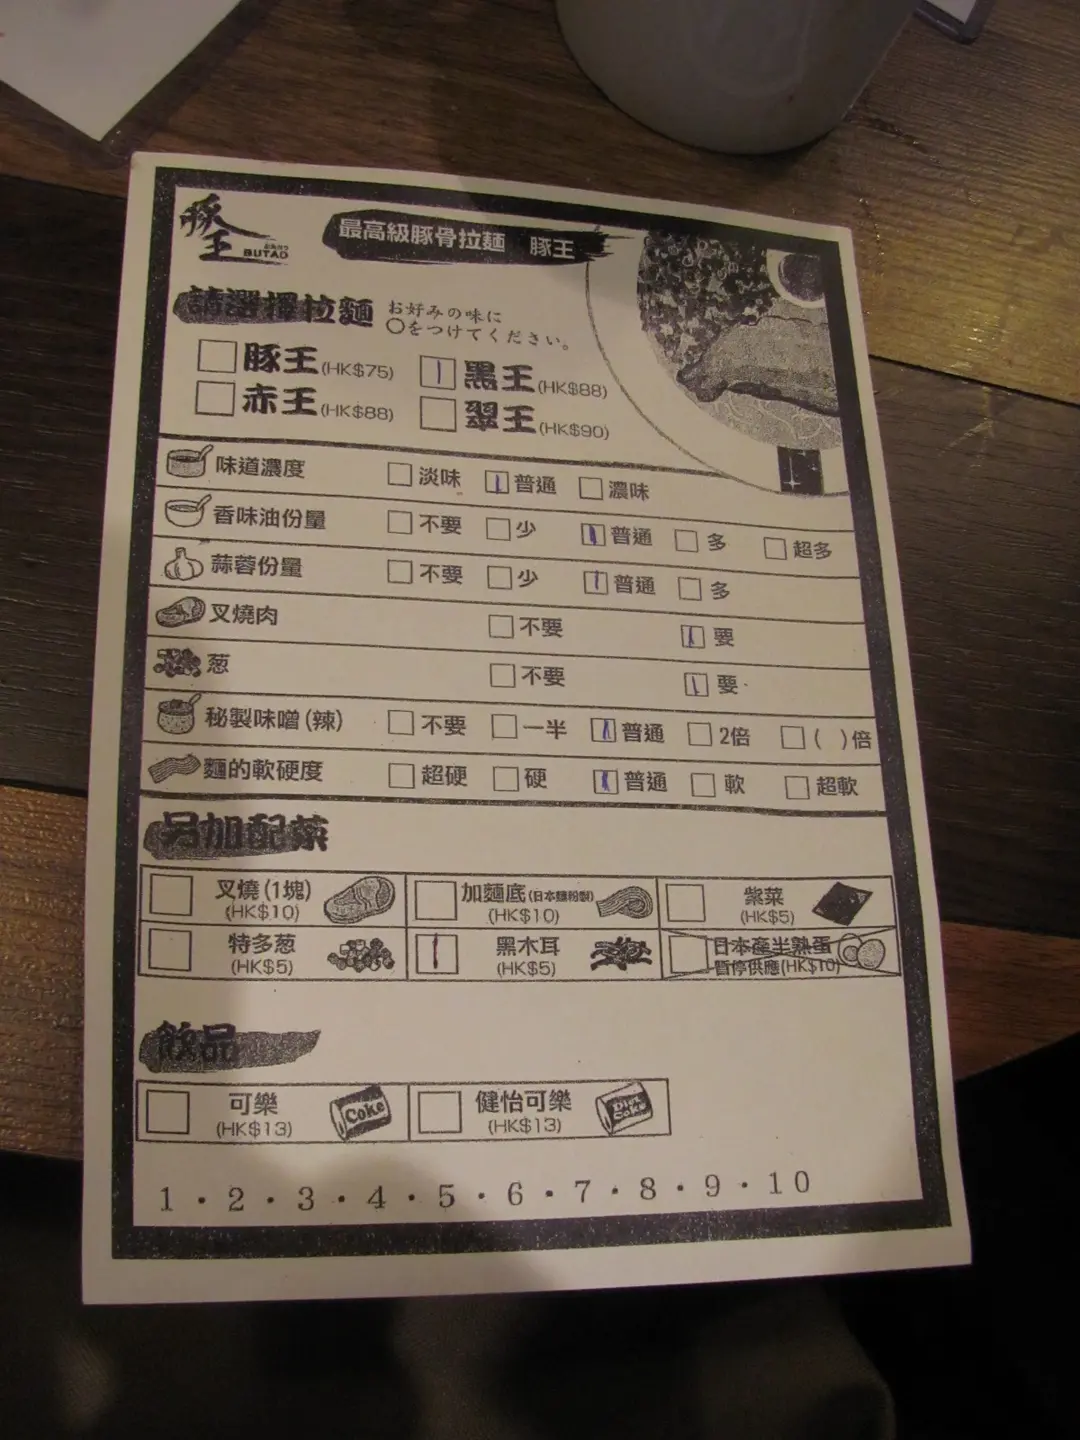 豚王
BUTAO
最高級豚骨拉麺 豚王
請選擇拉麵
お好みの味に
○をつけてください。
豚王(HK$75) 黒王(HK$88)
赤王(HK$88) 翠王(HK$90)
味道濃度 淡味 普通 濃味
香味油份量 不要 少 普通 多 超多
蒜蓉份量 不要 少 普通 多
叉燒肉 不要 要
葱 不要 要
秘製味噌(辣) 不要 一半 普通 2倍 ( )倍
麵的軟硬度 超硬 硬 普通 軟 超軟
另加配菜
叉燒(1塊) 加麵底(日本麵粉製) 紫菜
(HK$10) (HK$10) (HK$5)
特多葱 黑木耳 日本產半熟蛋
(HK$5) (HK$5) 暫停供應(HK$10)
飲品
可樂 Coke 健怡可樂 Diet Coke
(HK$13) (HK$13)
1・2・3・4・5・6・7・8・9・10